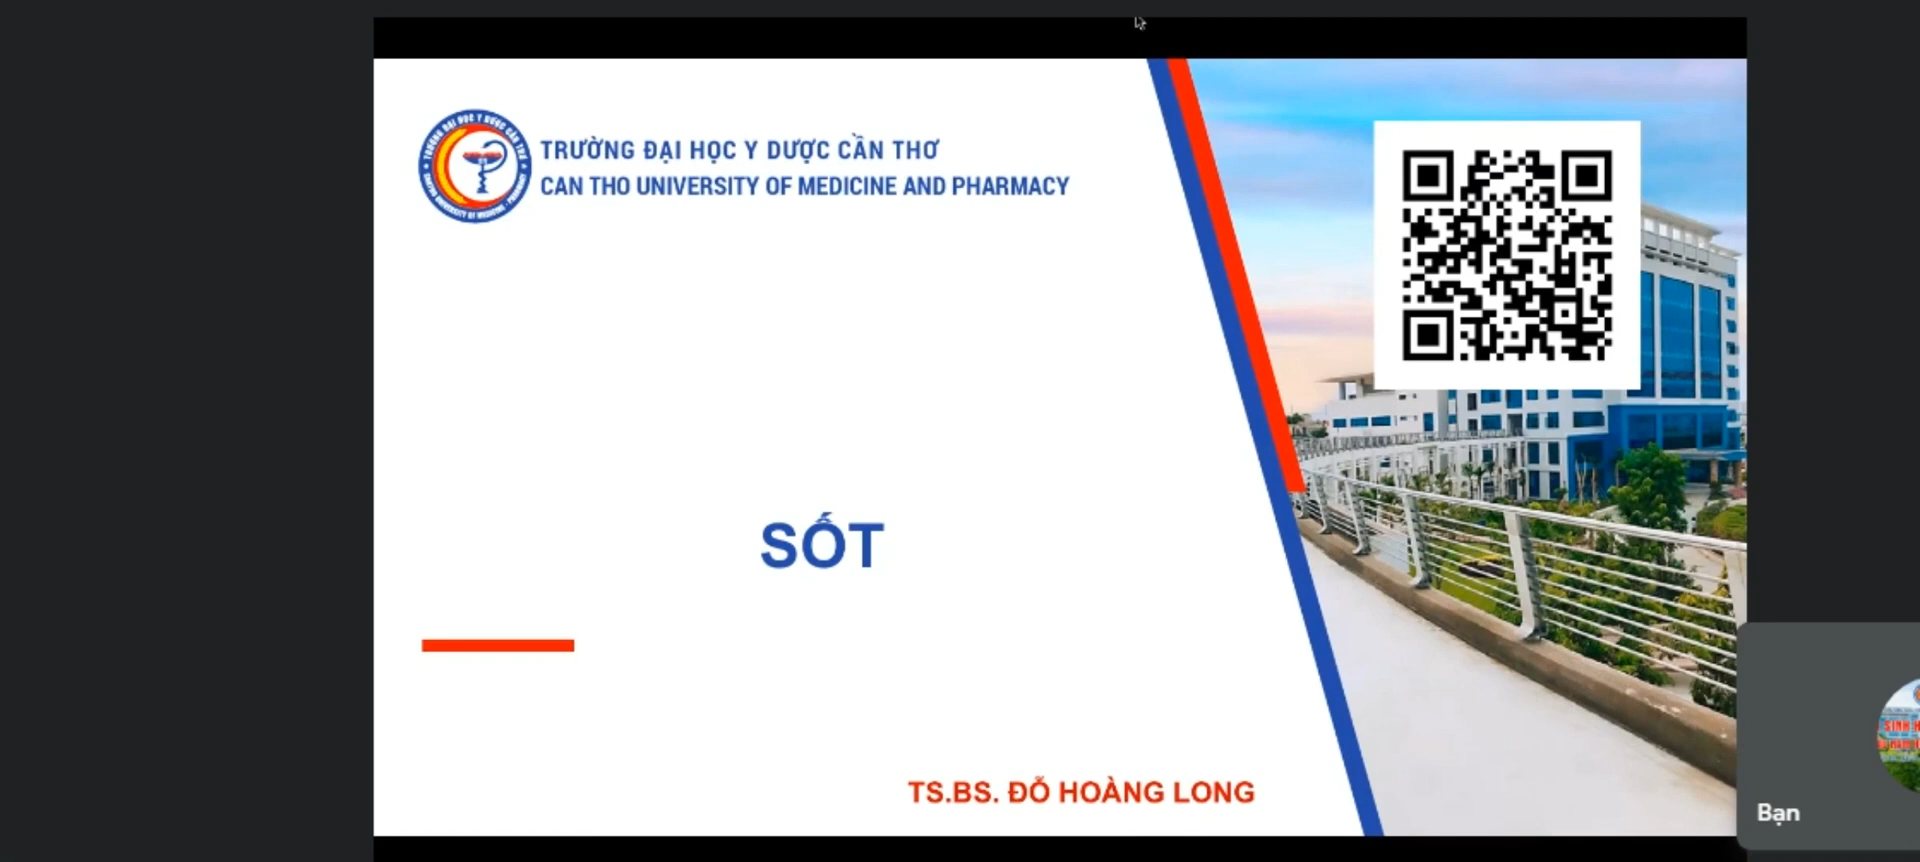 TRƯỜNG ĐẠI HỌC Y DƯỢC CẦN THƠ
CAN THO UNIVERSITY OF MEDICINE AND PHARMACY
SỐT
TS.BS. ĐỖ HOÀNG LONG
Bạn